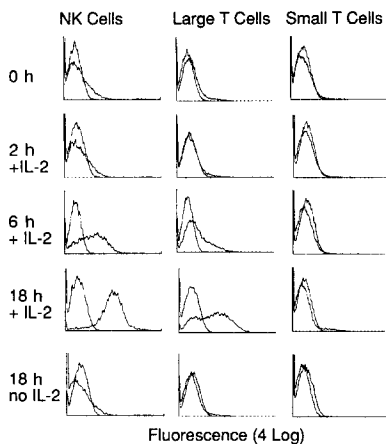 NK Cells Large T Cells Small T Cells
0 h
2 h
+IL-2
6 h
+ IL-2
18 h
+ IL-2
18 h
no IL-2
Fluorescence (4 Log)